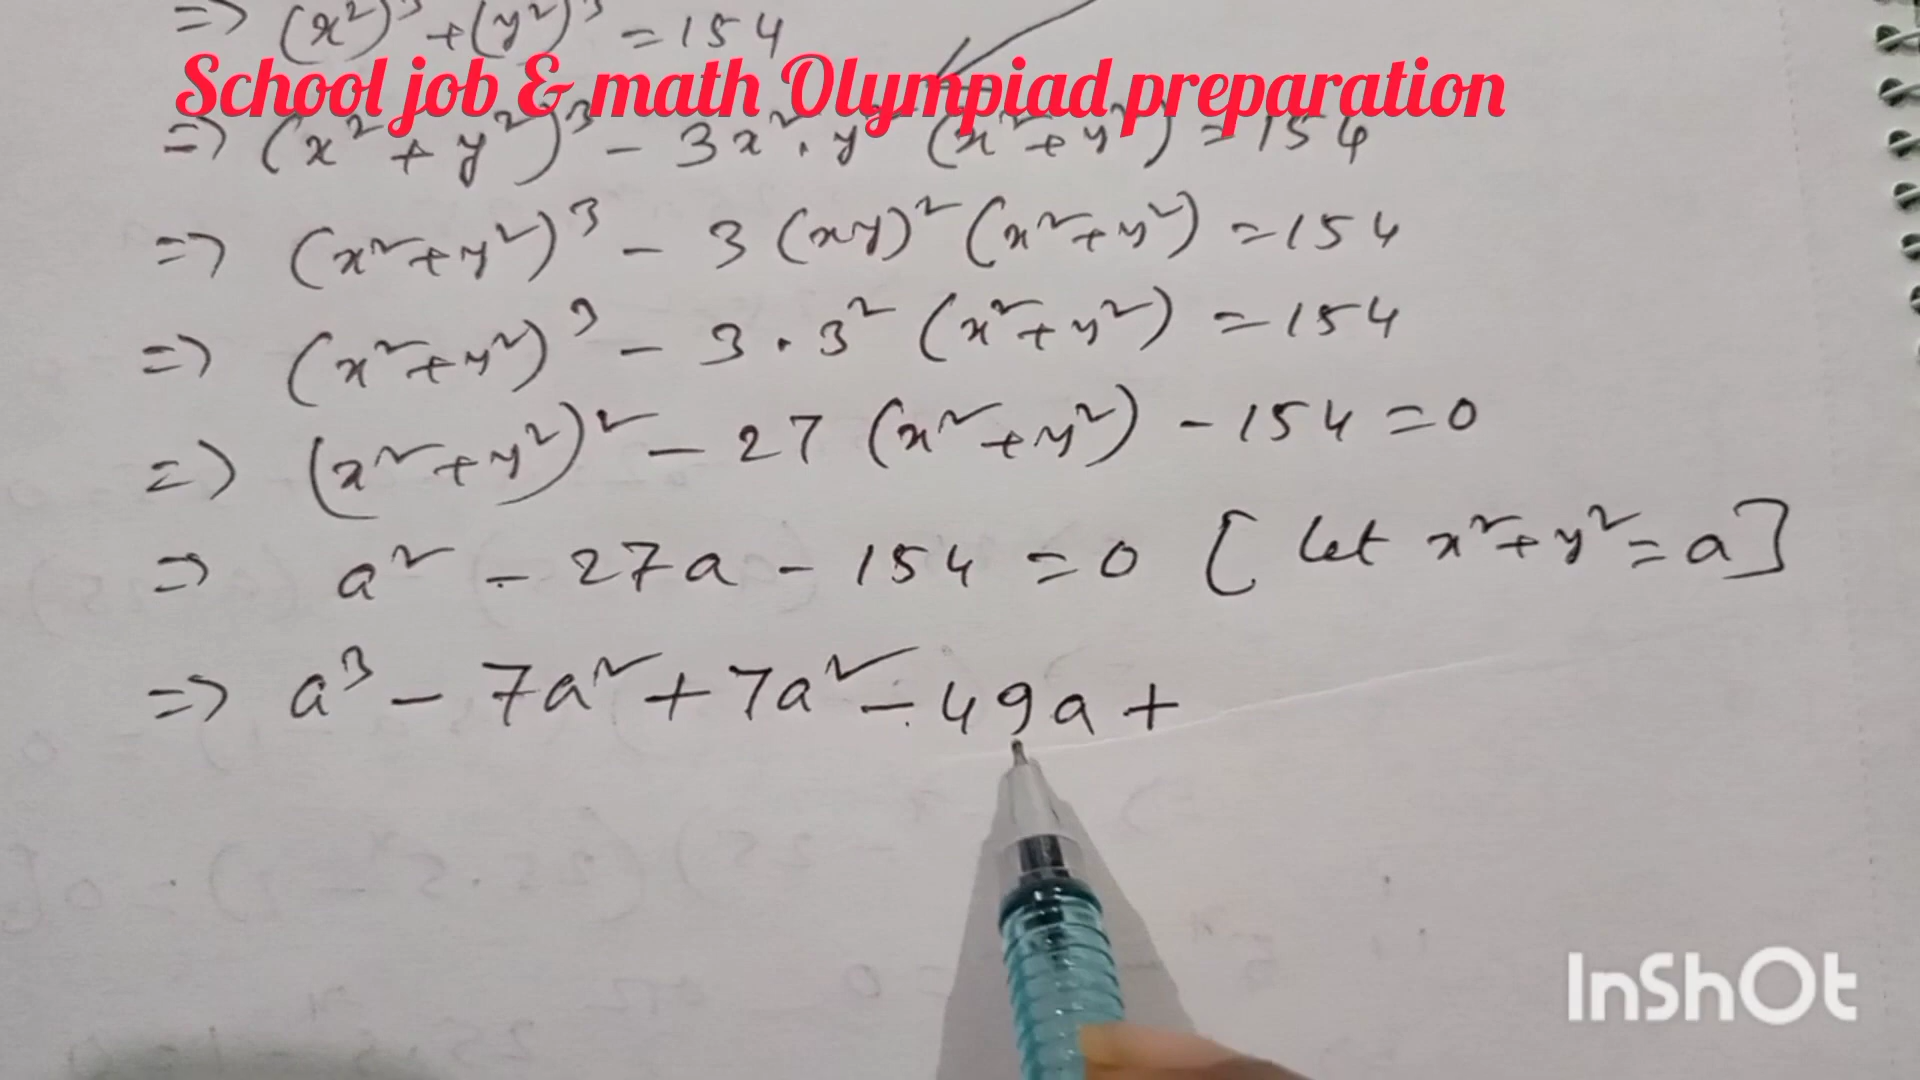 => (x²)³ + (y²)³ = 154
School job & math Olympiad preparation
=> (x² + y²)³ - 3x². y² (x² + y²) = 154
=> (x² + y²)³ - 3 (xy)² (x² + y²) = 154
=> (x² + y²)³ - 3 . 3² (x² + y²) = 154
=> (x² + y²)² - 27 (x² + y²) - 154 = 0
=> a² - 27a - 154 = 0 [ Let x² + y² = a ]
=> a³ - 7a² + 7a² - 49a +
InShOt